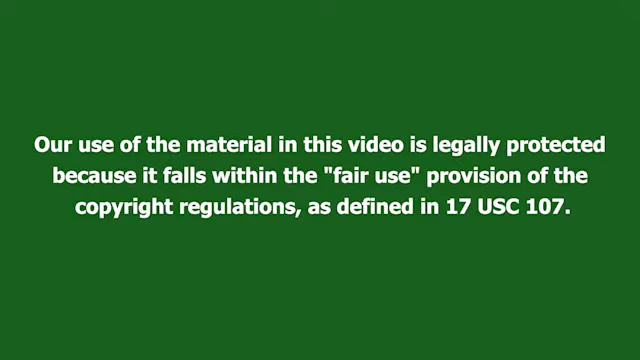 Our use of the material in this video is legally protected
because it falls within the "fair use" provision of the
copyright regulations, as defined in 17 USC 107.